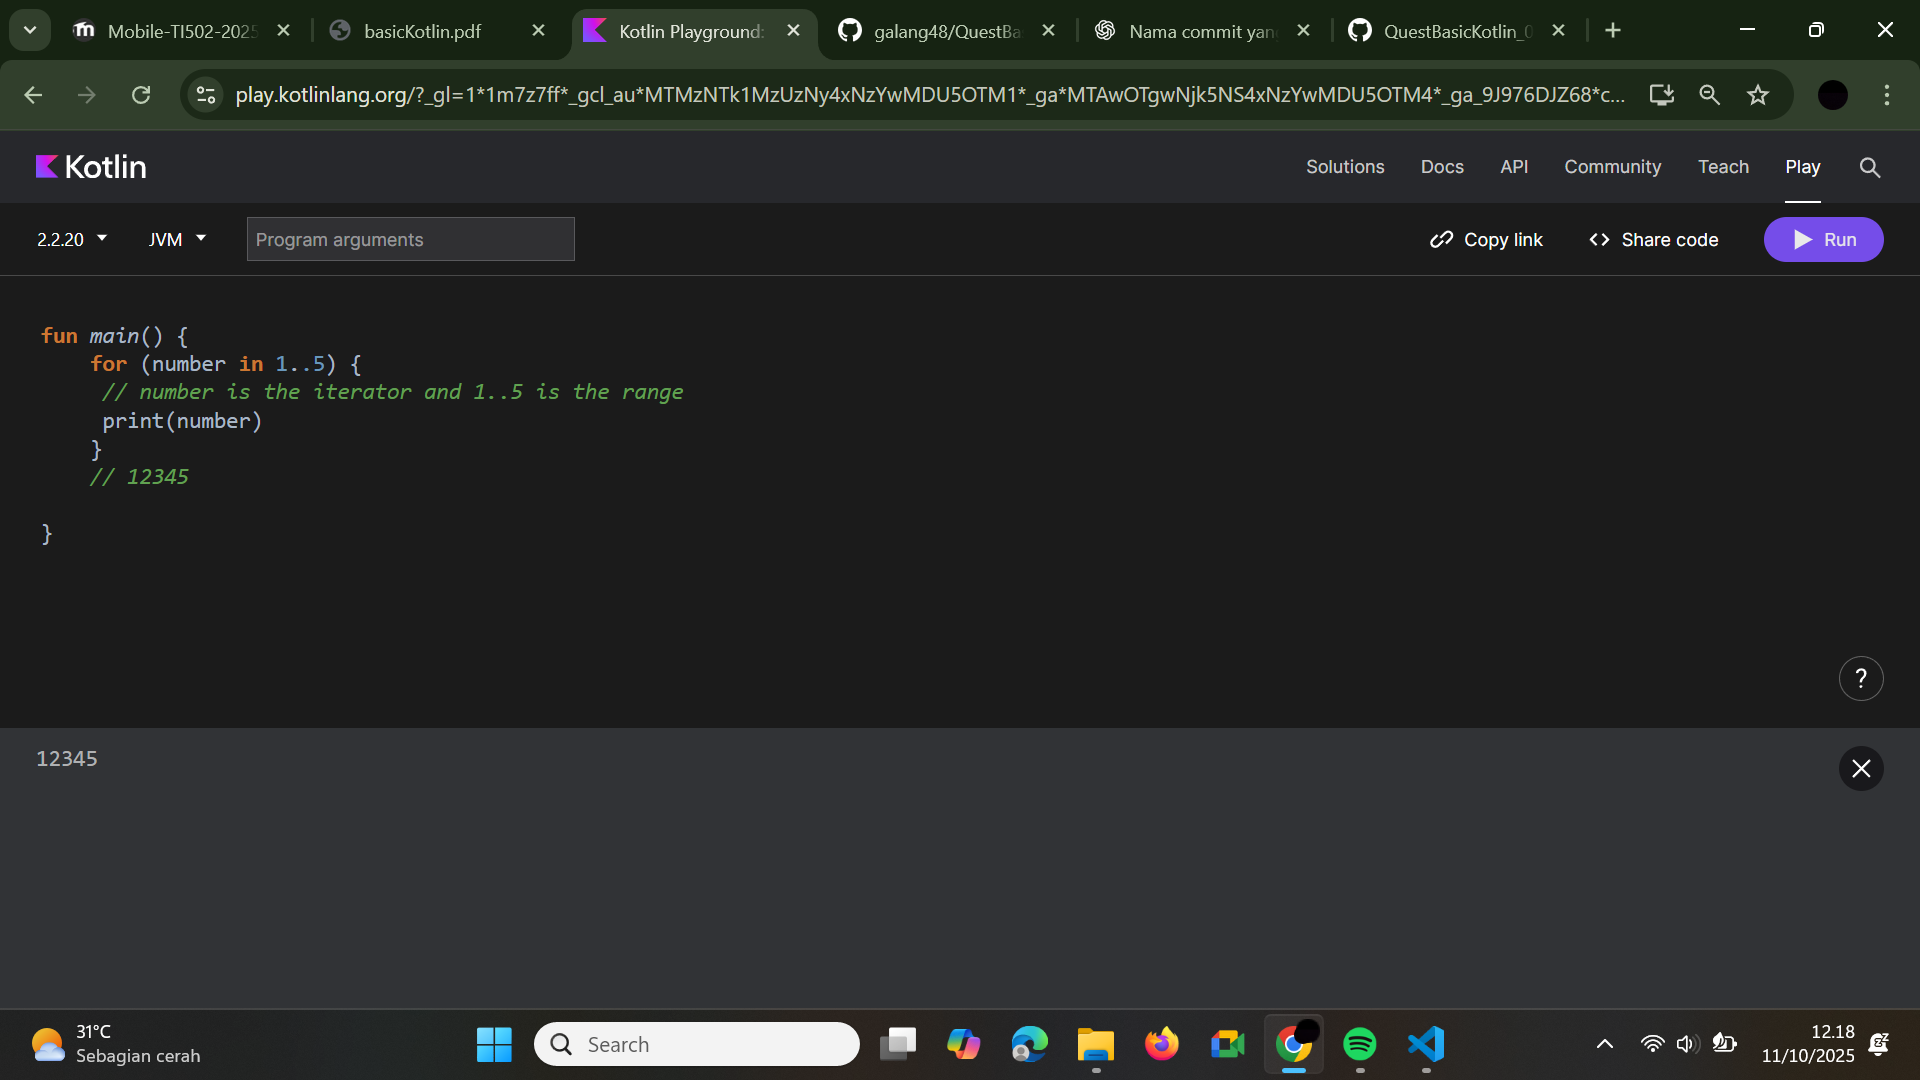 Mobile-TI502-2025
basicKotlin.pdf
Kotlin Playground:
galang48/QuestBa
Nama commit yan
QuestBasicKotlin_0
play.kotlinlang.org/?_gl=1*1m7z7ff*_gcl_au*MTMzNTk1MzUzNy4xNzYwMDU5OTM1*_ga*MTAwOTgwNjk5NS4xNzYwMDU5OTM4*_ga_9J976DJZ68*c...
Kotlin
Solutions
Docs
API
Community
Teach
Play
2.2.20
JVM
Program arguments
Copy link
Share code
Run
fun main() {
for (number in 1..5) {
// number is the iterator and 1..5 is the range
print(number)
}
// 12345
}
?
12345
31°C
Sebagian cerah
Search
12.18
11/10/2025